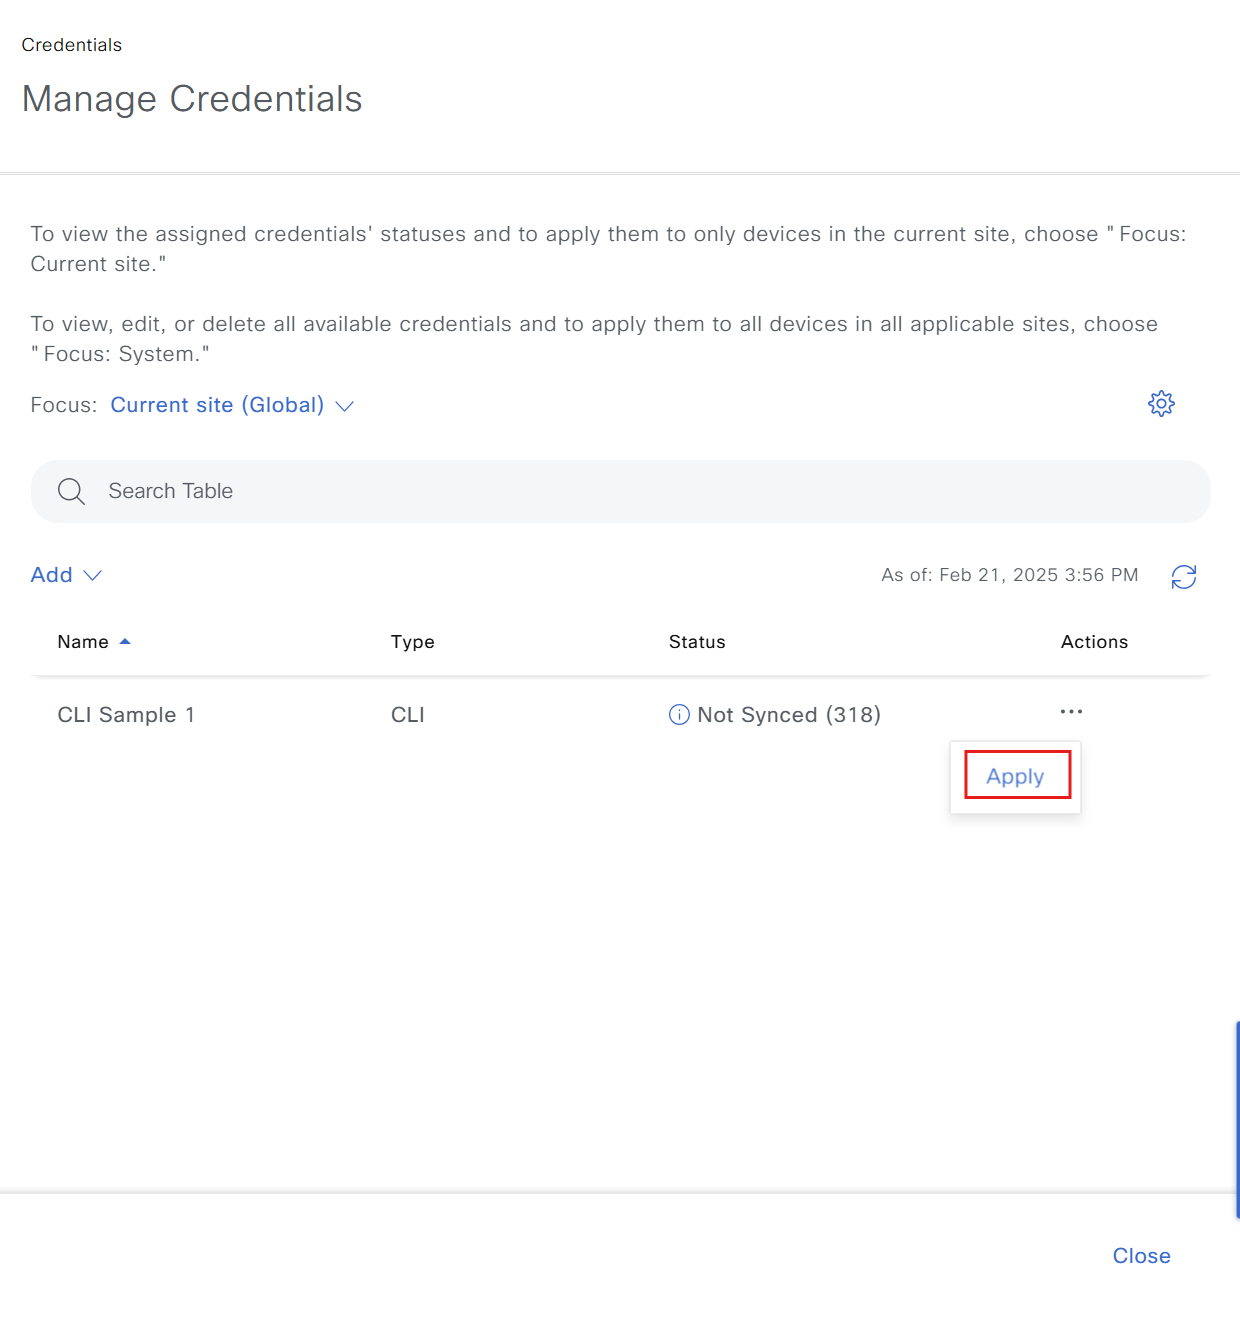 Credentials
Manage Credentials
To view the assigned credentials' statuses and to apply them to only devices in the current site, choose "Focus:
Current site."
To view, edit, or delete all available credentials and to apply them to all devices in all applicable sites, choose
"Focus: System."
Focus: Current site (Global)
Search Table
Add As of: Feb 21, 2025 3:56 PM
Name Type Status Actions
CLI Sample 1 CLI Not Synced (318) ...
Apply
Close